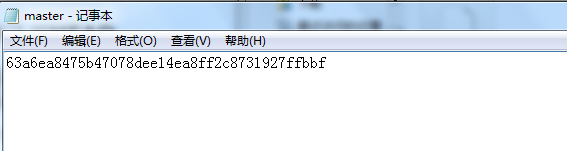 master - 记事本
文件(F) 编辑(E) 格式(O) 查看(V) 帮助(H)
63a6ea8475b47078dee14ea8ff2c8731927ffbbf